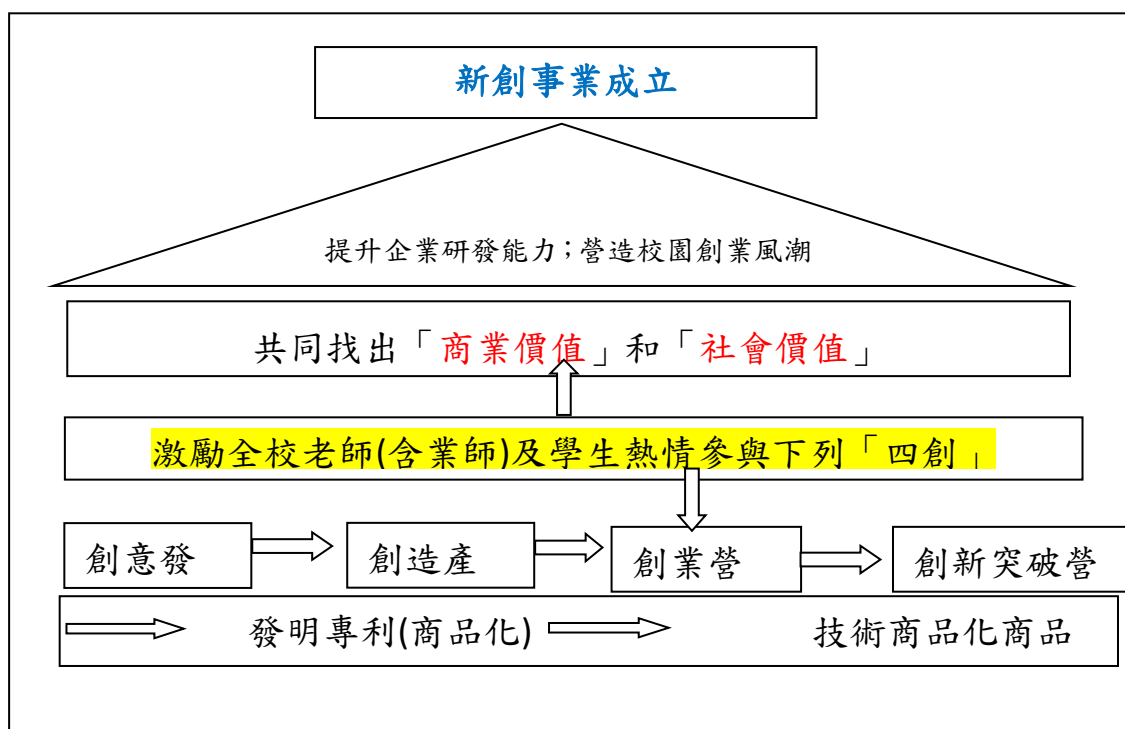 新創事業成立
提升企業研發能力；營造校園創業風潮
共同找出「商業價值」和「社會價值」
激勵全校老師(含業師)及學生熱情參與下列「四創」
創意發
創造產
創業營
創新突破營
發明專利(商品化)
技術商品化商品